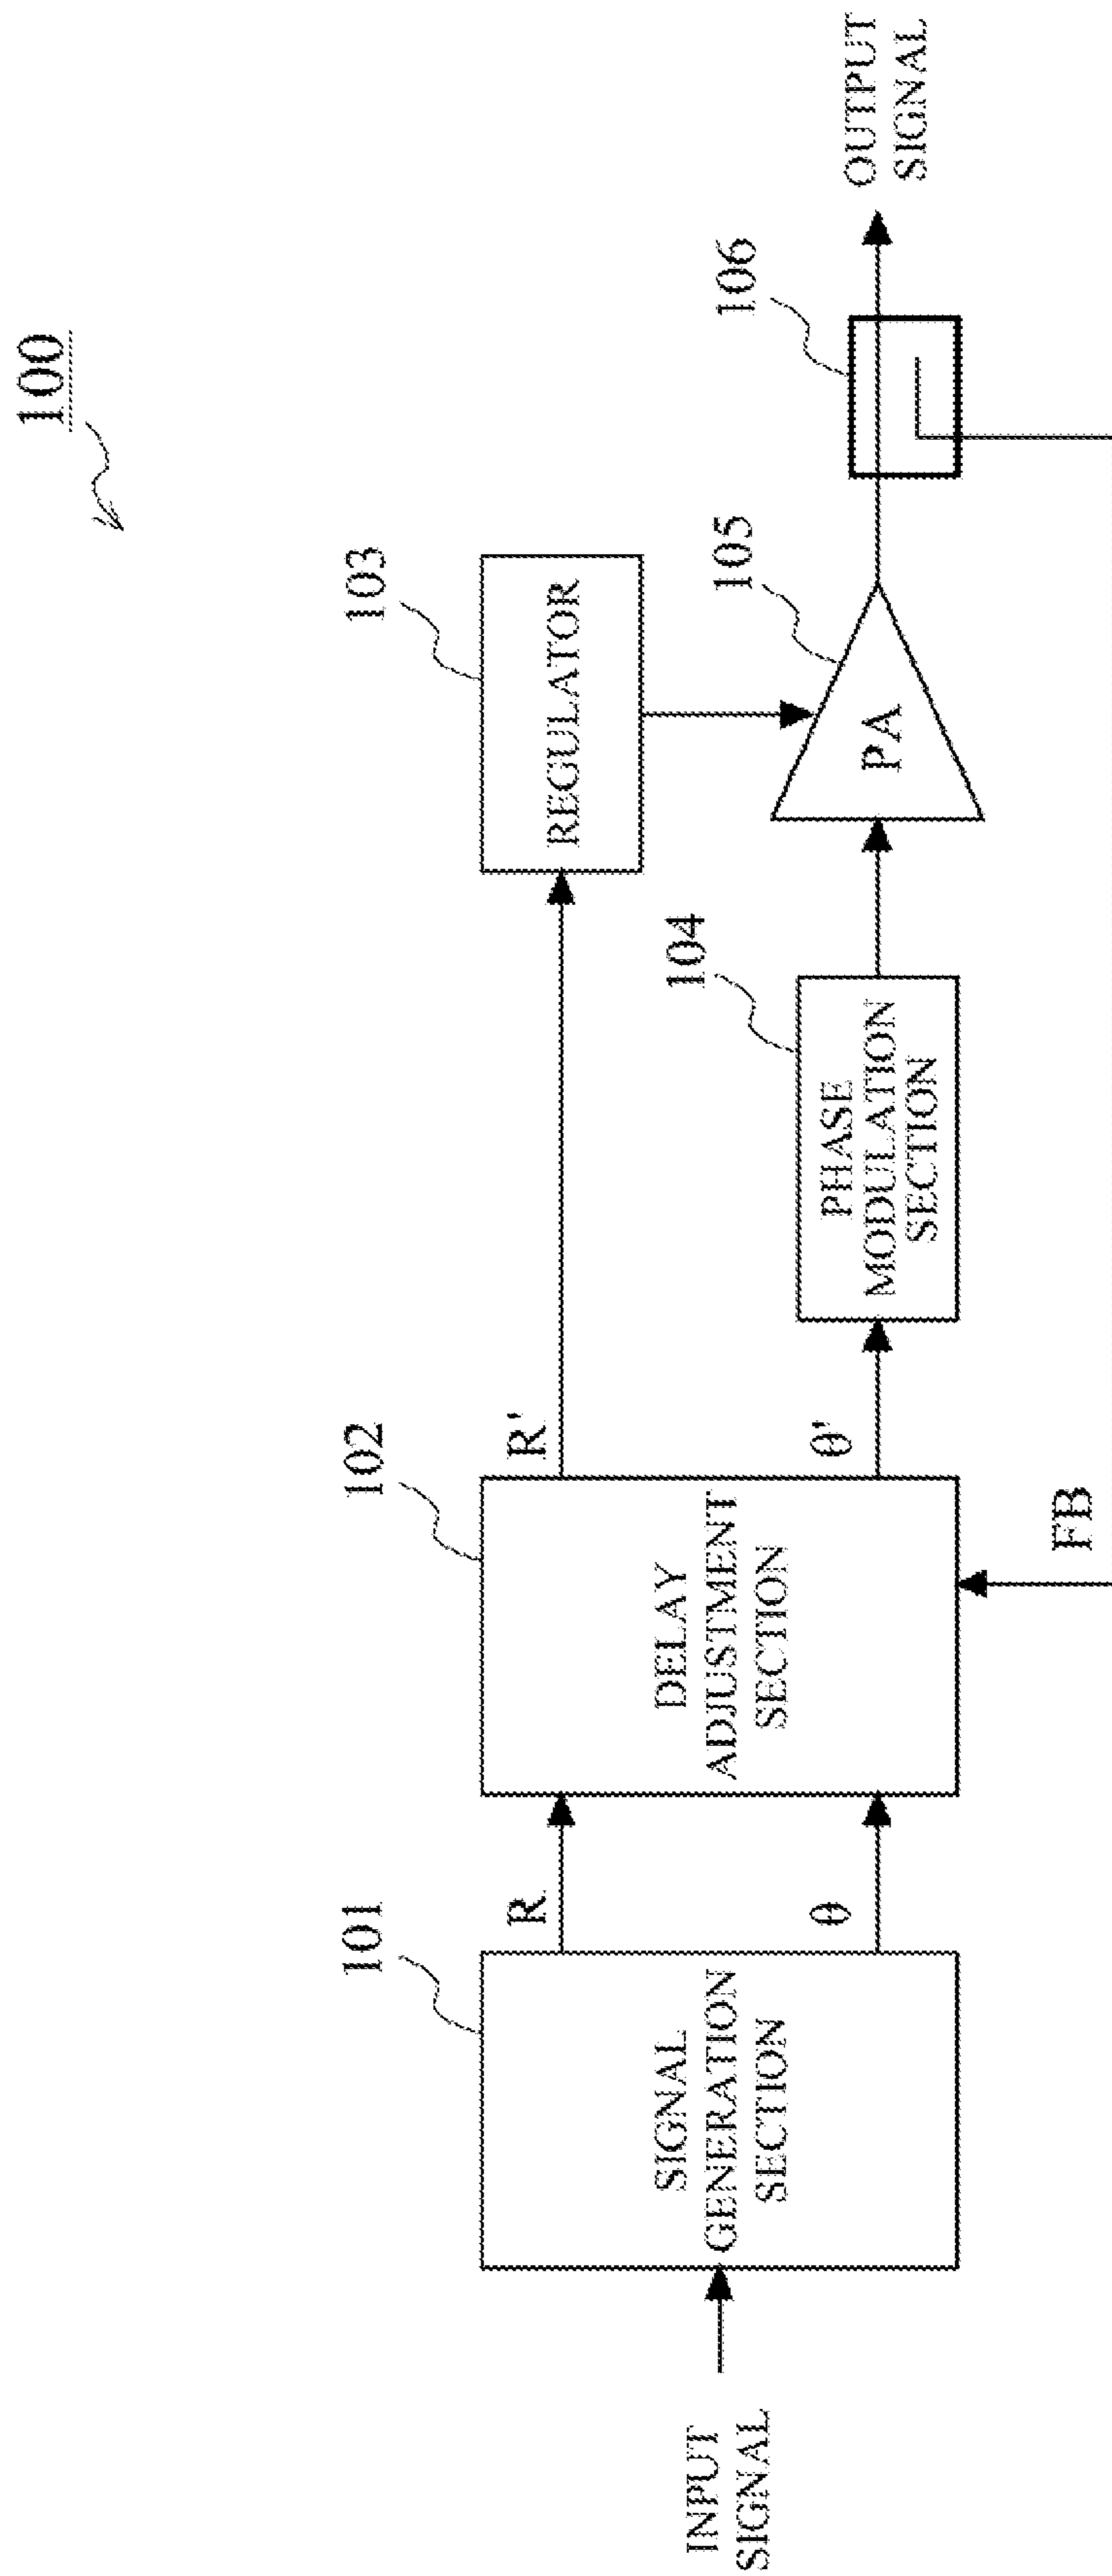 100
INPUT
SIGNAL
101
SIGNAL
GENERATION
SECTION
R
θ
102
DELAY
ADJUSTMENT
SECTION
R'
θ'
FB
103
REGULATOR
104
PHASE
MODULATION
SECTION
105
PA
106
OUTPUT
SIGNAL